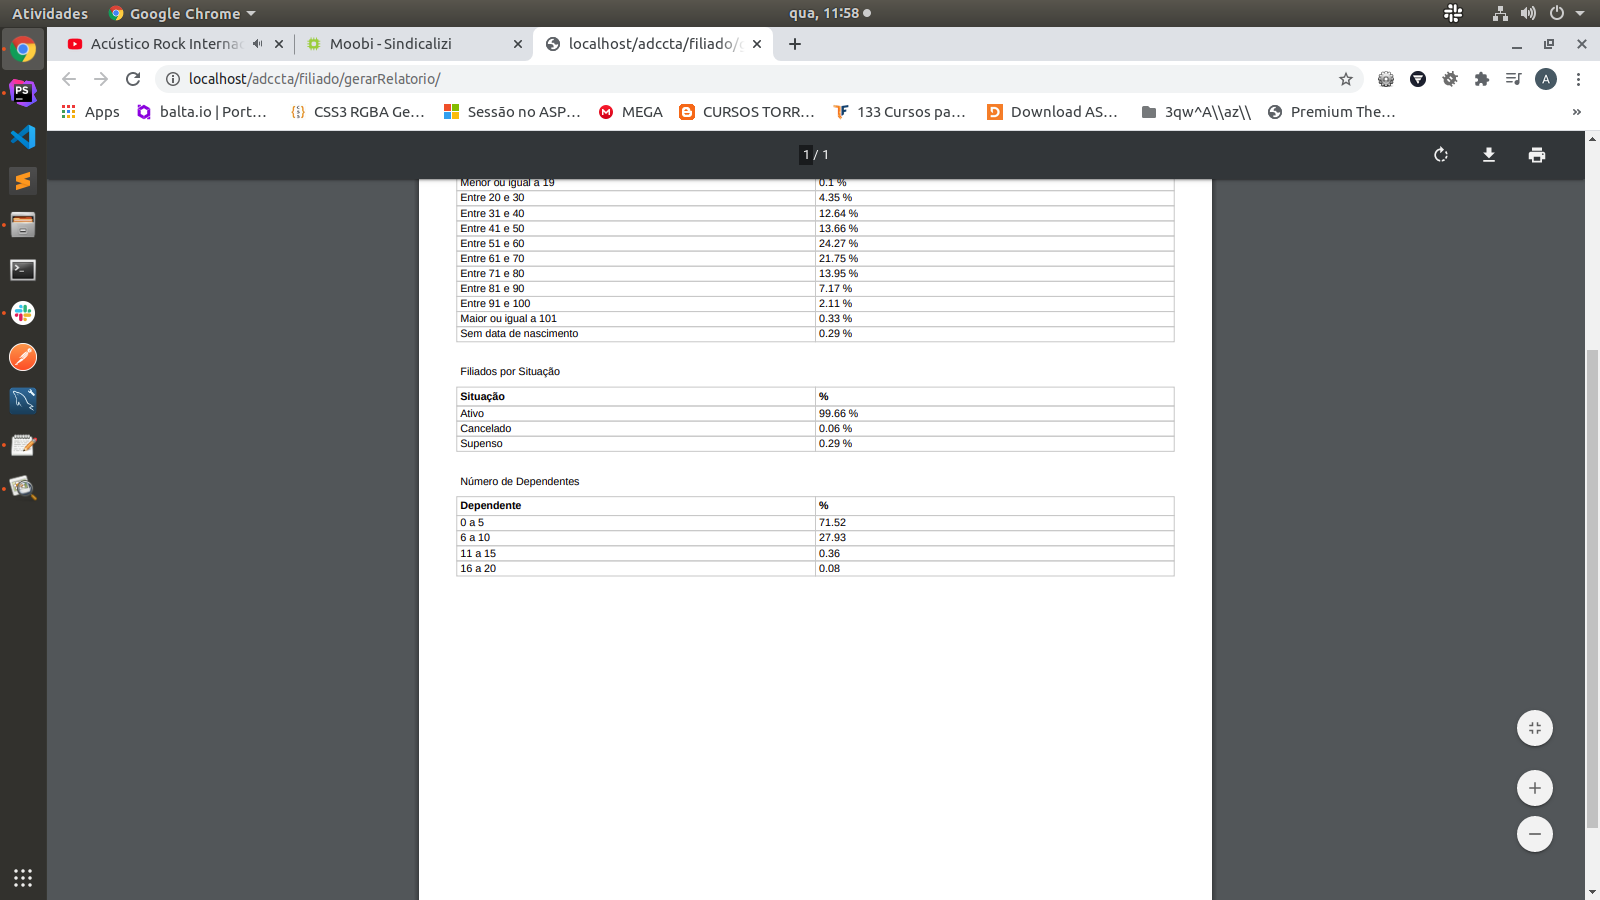 Atividades Google Chrome qua, 11:58
Acústico Rock Interna Moobi - Sindicalizi localhost/adccta/filiado/g
localhost/adccta/filiado/gerarRelatorio/ A
Apps balta.io | Port... CSS3 RGBA Ge... Sessão no ASP... MEGA CURSOS TORR... 133 Cursos pa... Download AS... 3qw^A\\az\\ Premium The... »
1 / 1
Menor ou igual a 19 0.1 %
Entre 20 e 30 4.35 %
Entre 31 e 40 12.64 %
Entre 41 e 50 13.66 %
Entre 51 e 60 24.27 %
Entre 61 e 70 21.75 %
Entre 71 e 80 13.95 %
Entre 81 e 90 7.17 %
Entre 91 e 100 2.11 %
Maior ou igual a 101 0.33 %
Sem data de nascimento 0.29 %
Filiados por Situação
Situação %
Ativo 99.66 %
Cancelado 0.06 %
Supenso 0.29 %
Número de Dependentes
Dependente %
0 a 5 71.52
6 a 10 27.93
11 a 15 0.36
16 a 20 0.08